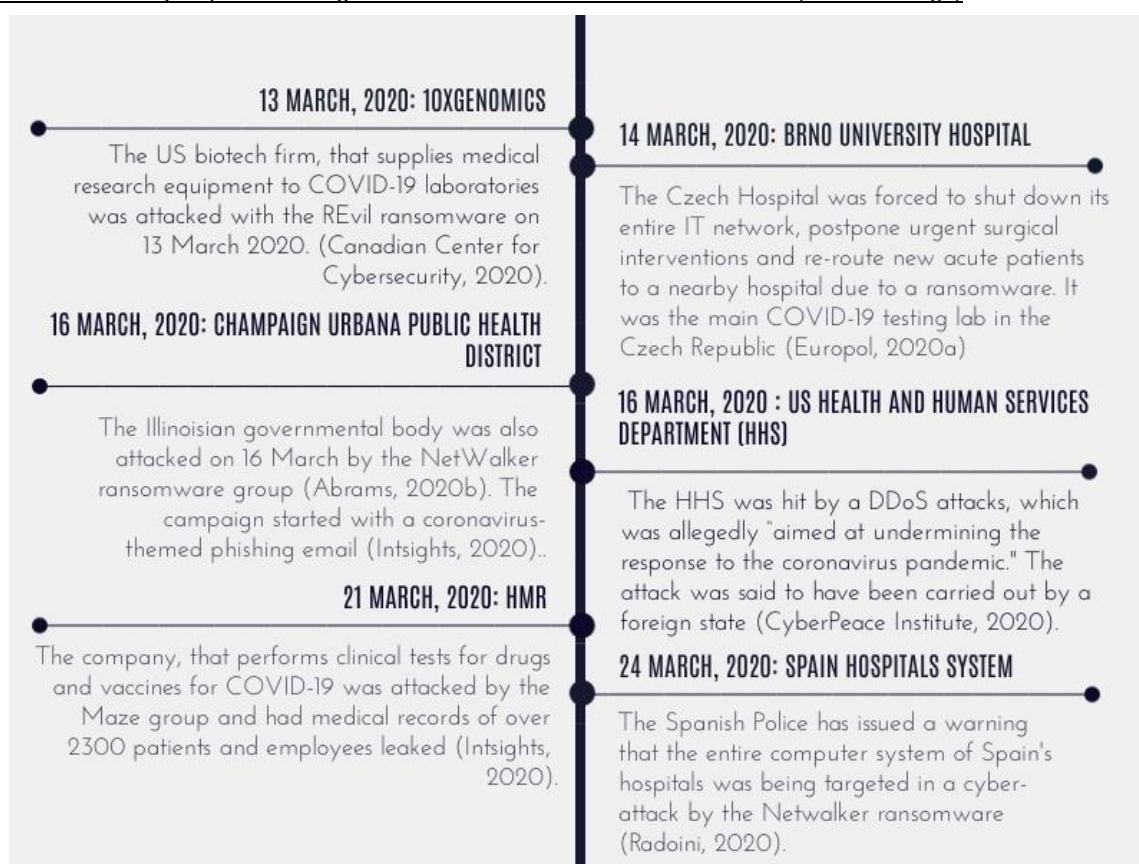 13 MARCH, 2020: 10XGENOMICS
The US biotech firm, that supplies medical
research equipment to COVID-19 laboratories
was attacked with the REvil ransomware on
13 March 2020. (Canadian Center for
Cybersecurity, 2020).
14 MARCH, 2020: BRNO UNIVERSITY HOSPITAL
The Czech Hospital was forced to shut down its
entire IT network, postpone urgent surgical
interventions and re-route new acute patients
to a nearby hospital due to a ransomware. It
was the main COVID-19 testing lab in the
Czech Republic (Europol, 2020a)
16 MARCH, 2020: CHAMPAIGN URBANA PUBLIC HEALTH
DISTRICT
The Illinoisian governmental body was also
attacked on 16 March by the NetWalker
ransomware group (Abrams, 2020b). The
campaign started with a coronavirus-
themed phishing email (Intsights, 2020)..
16 MARCH, 2020 : US HEALTH AND HUMAN SERVICES
DEPARTMENT (HHS)
The HHS was hit by a DDoS attacks, which
was allegedly "aimed at undermining the
response to the coronavirus pandemic." The
attack was said to have been carried out by a
foreign state (CyberPeace Institute, 2020).
21 MARCH, 2020: HMR
The company, that performs clinical tests for drugs
and vaccines for COVID-19 was attacked by the
Maze group and had medical records of over
2300 patients and employees leaked (Intsights,
2020).
24 MARCH, 2020: SPAIN HOSPITALS SYSTEM
The Spanish Police has issued a warning
that the entire computer system of Spain's
hospitals was being targeted in a cyber-
attack by the Netwalker ransomware
(Radoini, 2020).